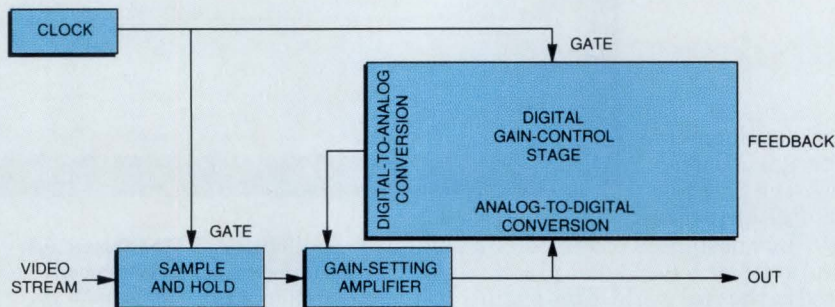 CLOCK
GATE
DIGITAL-TO-ANALOG
CONVERSION
DIGITAL
GAIN-CONTROL
STAGE
FEEDBACK
ANALOG-TO-DIGITAL
CONVERSION
GATE
VIDEO
STREAM
SAMPLE
AND HOLD
GAIN-SETTING
AMPLIFIER
OUT